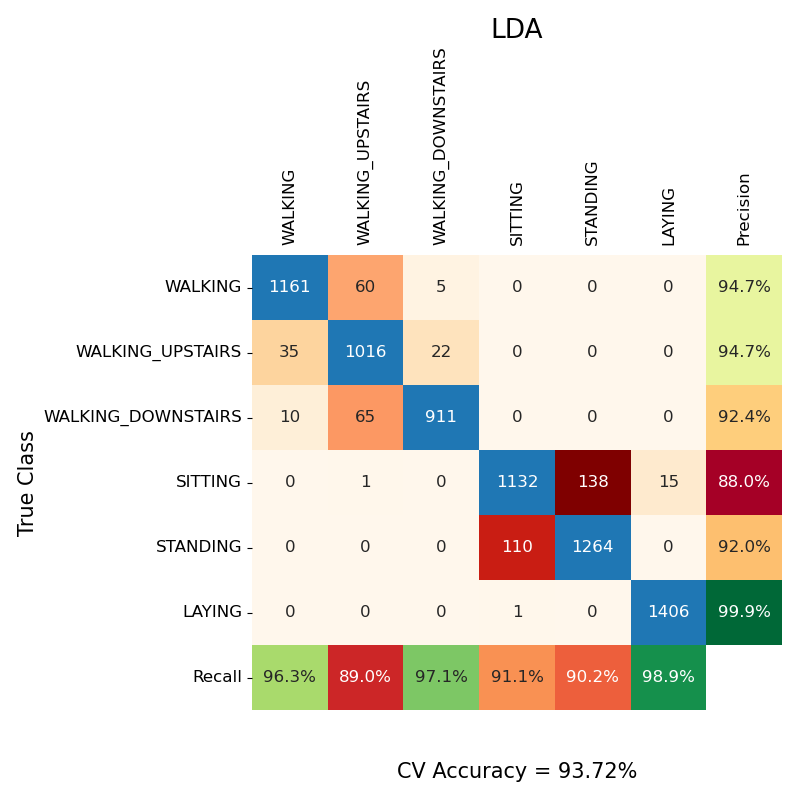 LDA
WALKING WALKING_UPSTAIRS WALKING_DOWNSTAIRS SITTING STANDING LAYING Precision
WALKING 1161 60 5 0 0 0 94.7%
WALKING_UPSTAIRS 35 1016 22 0 0 0 94.7%
WALKING_DOWNSTAIRS 10 65 911 0 0 0 92.4%
SITTING 0 1 0 1132 138 15 88.0%
STANDING 0 0 0 110 1264 0 92.0%
LAYING 0 0 0 1 0 1406 99.9%
Recall 96.3% 89.0% 97.1% 91.1% 90.2% 98.9%
True Class
CV Accuracy = 93.72%